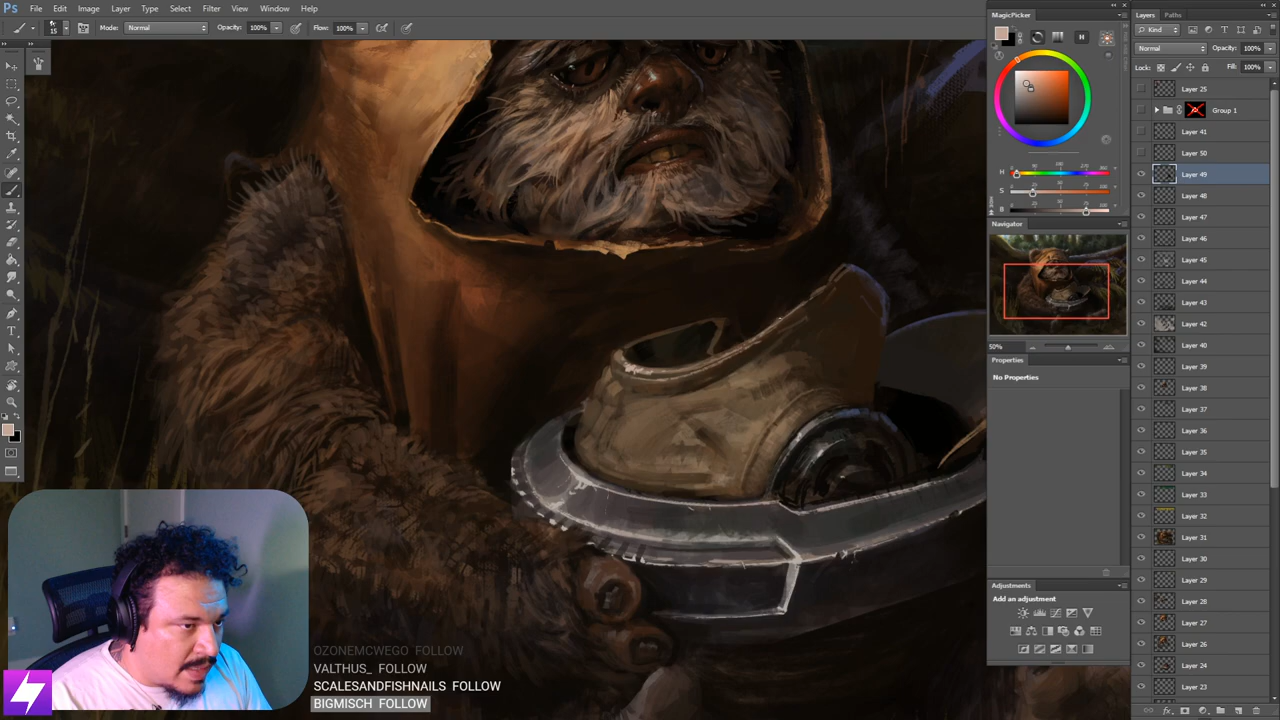 Ps File Edit Image Layer Type Select Filter View Window Help
15 Mode: Normal Opacity: 100% Flow: 100%
MagicPicker
H
H
S
B
Navigator
50%
Properties
No Properties
Adjustments
Add an adjustment
Layers Paths
Kind
Normal Opacity: 100%
Lock: Fill: 100%
Layer 25
Group 1
Layer 41
Layer 50
Layer 49
Layer 48
Layer 47
Layer 46
Layer 45
Layer 44
Layer 43
Layer 42
Layer 40
Layer 39
Layer 38
Layer 37
Layer 36
Layer 35
Layer 34
Layer 33
Layer 32
Layer 31
Layer 30
Layer 29
Layer 28
Layer 27
Layer 26
Layer 24
Layer 23
fx
OZONEMCWEGO FOLLOW
VALTHUS_ FOLLOW
SCALESANDFISHNAILS FOLLOW
BIGMISCH FOLLOW